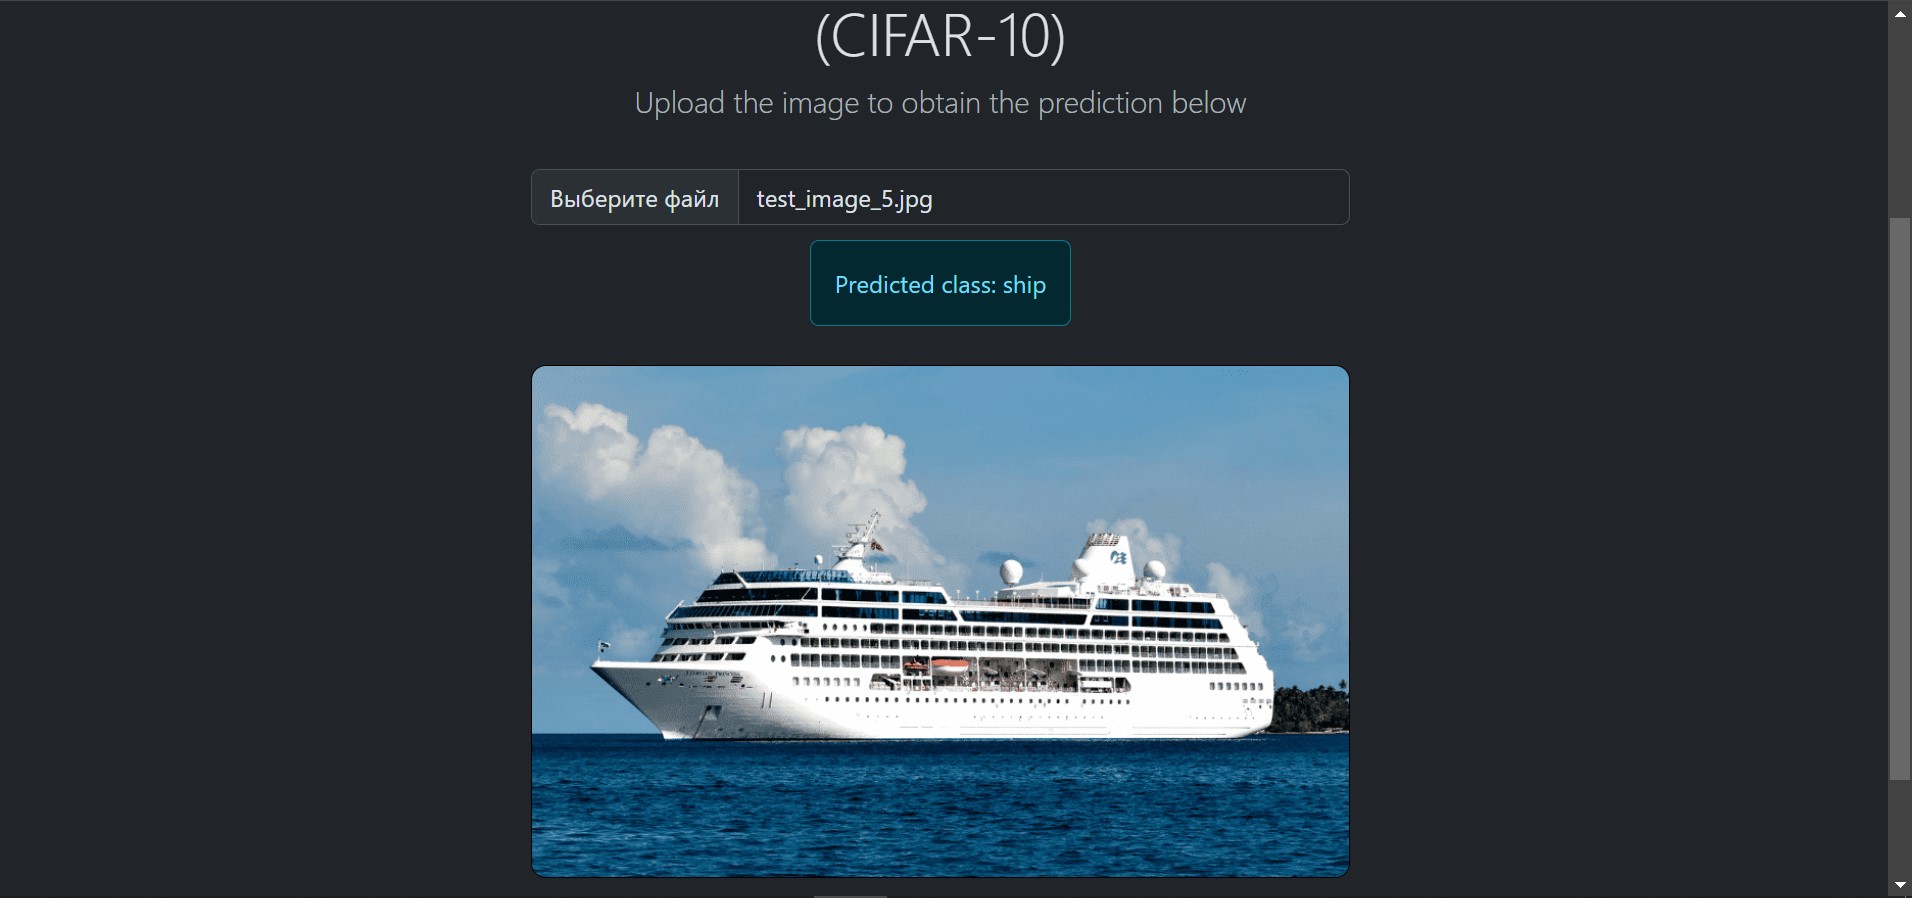 (CIFAR-10)
Upload the image to obtain the prediction below
Выберите файл test_image_5.jpg
Predicted class: ship